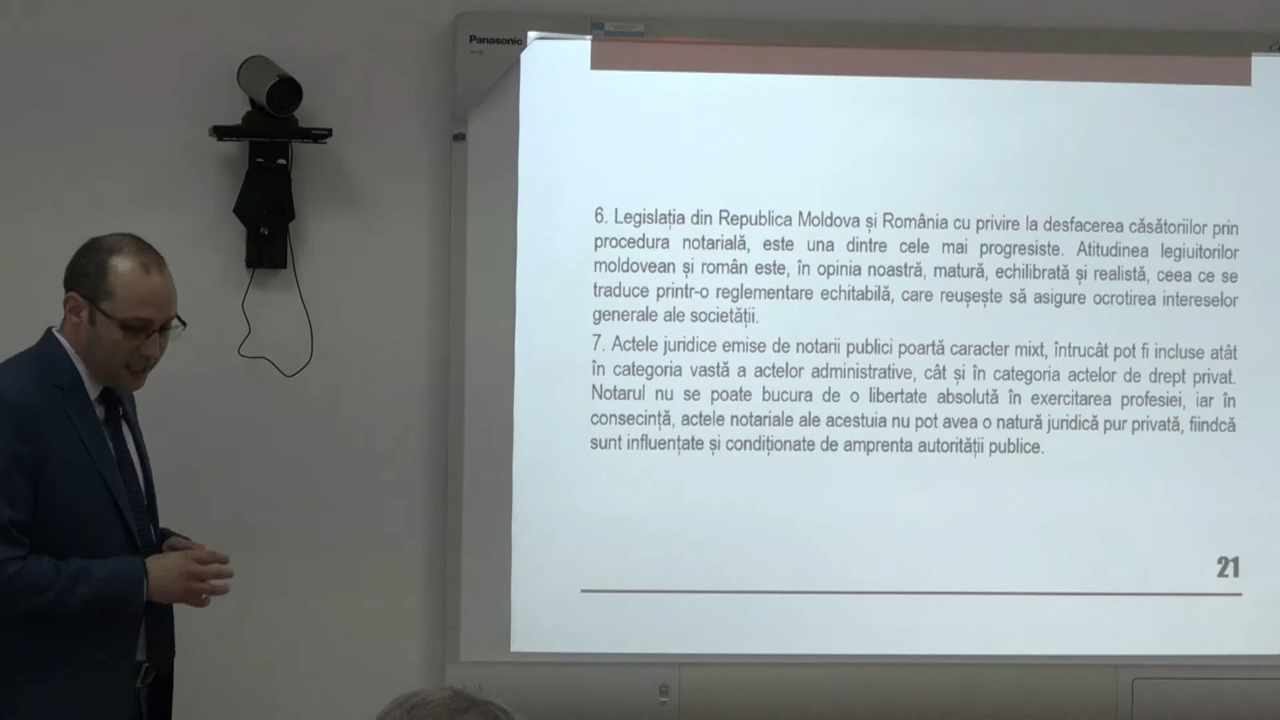 Panasonic
6. Legislația din Republica Moldova și România cu privire la desfacerea căsătoriilor prin
procedura notarială, este una dintre cele mai progresiste. Atitudinea legiuitorilor
moldovean și român este, în opinia noastră, matură, echilibrată și realistă, ceea ce se
traduce printr-o reglementare echitabilă, care reușește să asigure ocrotirea intereselor
generale ale societății.
7. Actele juridice emise de notarii publici poartă caracter mixt, întrucât pot fi incluse atât
în categoria vastă a actelor administrative, cât și în categoria actelor de drept privat.
Notarul nu se poate bucura de o libertate absolută în exercitarea profesiei, iar în
consecință, actele notariale ale acestuia nu pot avea o natură juridică pur privată, fiindcă
sunt influențate și condiționate de amprenta autorității publice.
21